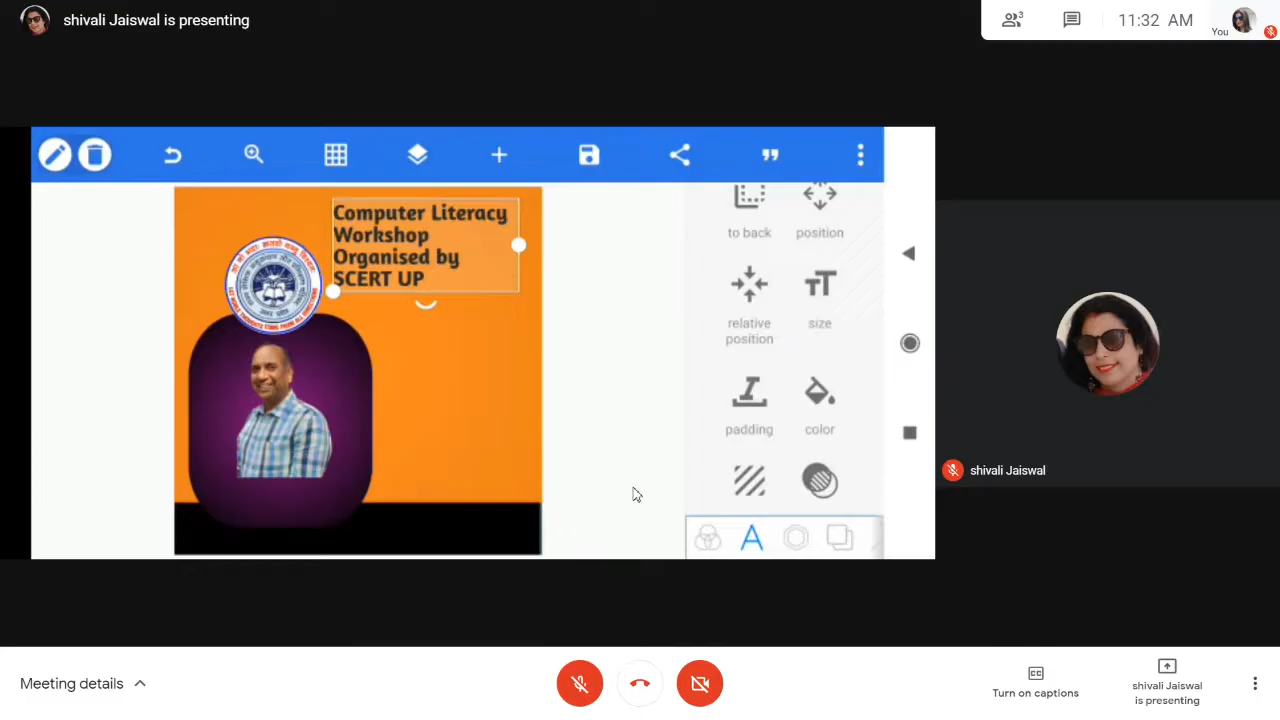 shivali Jaiswal is presenting
3
11:32 AM
You
Computer Literacy
Workshop
Organised by
SCERT UP
to back
position
relative
position
size
padding
color
shivali Jaiswal
Meeting details
Turn on captions
shivali Jaiswal
is presenting